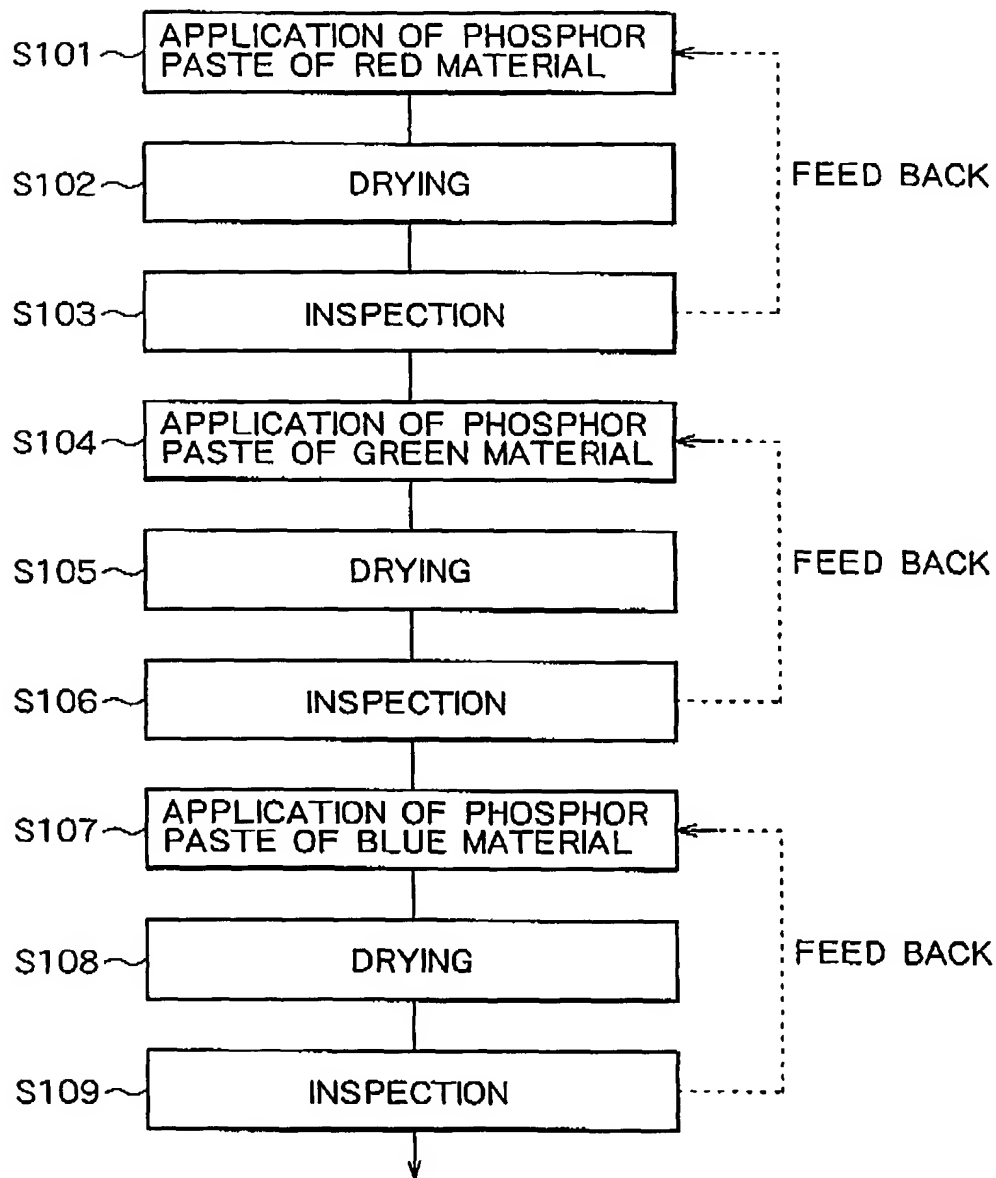 S101
APPLICATION OF PHOSPHOR
PASTE OF RED MATERIAL
S102
DRYING
FEED BACK
S103
INSPECTION
S104
APPLICATION OF PHOSPHOR
PASTE OF GREEN MATERIAL
S105
DRYING
FEED BACK
S106
INSPECTION
S107
APPLICATION OF PHOSPHOR
PASTE OF BLUE MATERIAL
S108
DRYING
FEED BACK
S109
INSPECTION